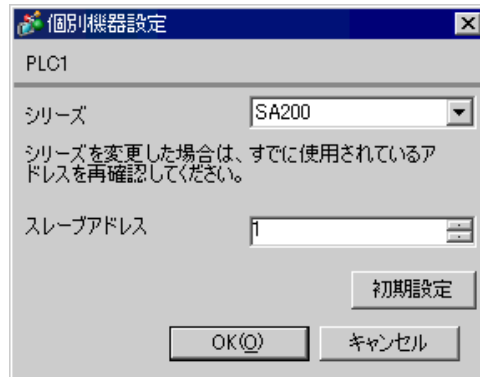 個別機器設定
PLC1
シリーズ
SA200
シリーズを変更した場合は、すでに使用されているア
ドレスを再確認してください。
スレーブアドレス
1
初期設定
OK(O)
キャンセル